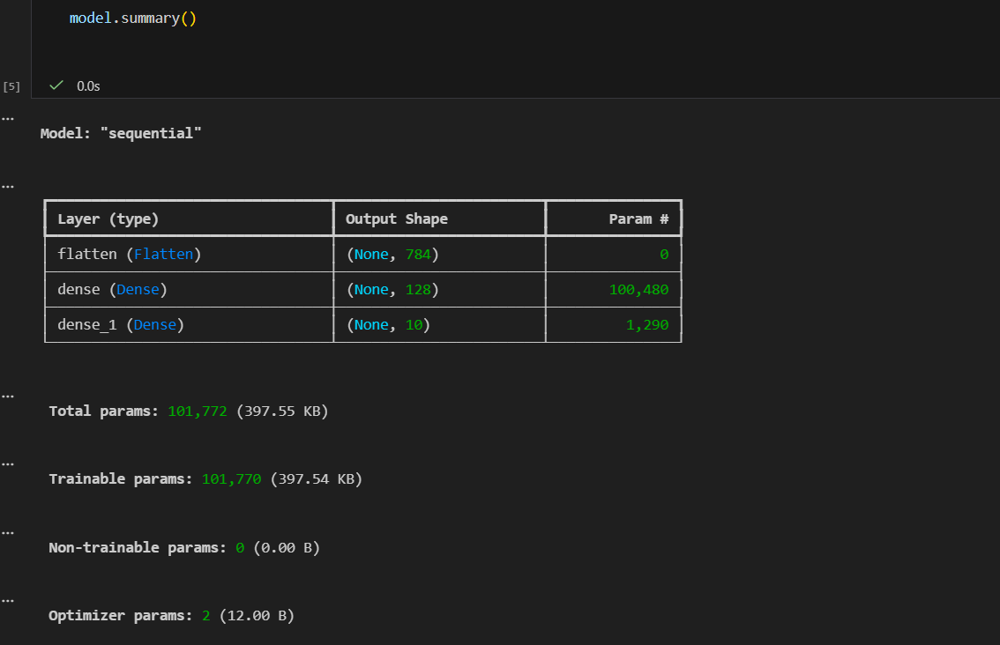 model.summary()
[5]
0.0s
...
Model: "sequential"
...
Layer (type) Output Shape Param #
flatten (Flatten) (None, 784) 0
dense (Dense) (None, 128) 100,480
dense_1 (Dense) (None, 10) 1,290
...
Total params: 101,772 (397.55 KB)
...
Trainable params: 101,770 (397.54 KB)
...
Non-trainable params: 0 (0.00 B)
...
Optimizer params: 2 (12.00 B)